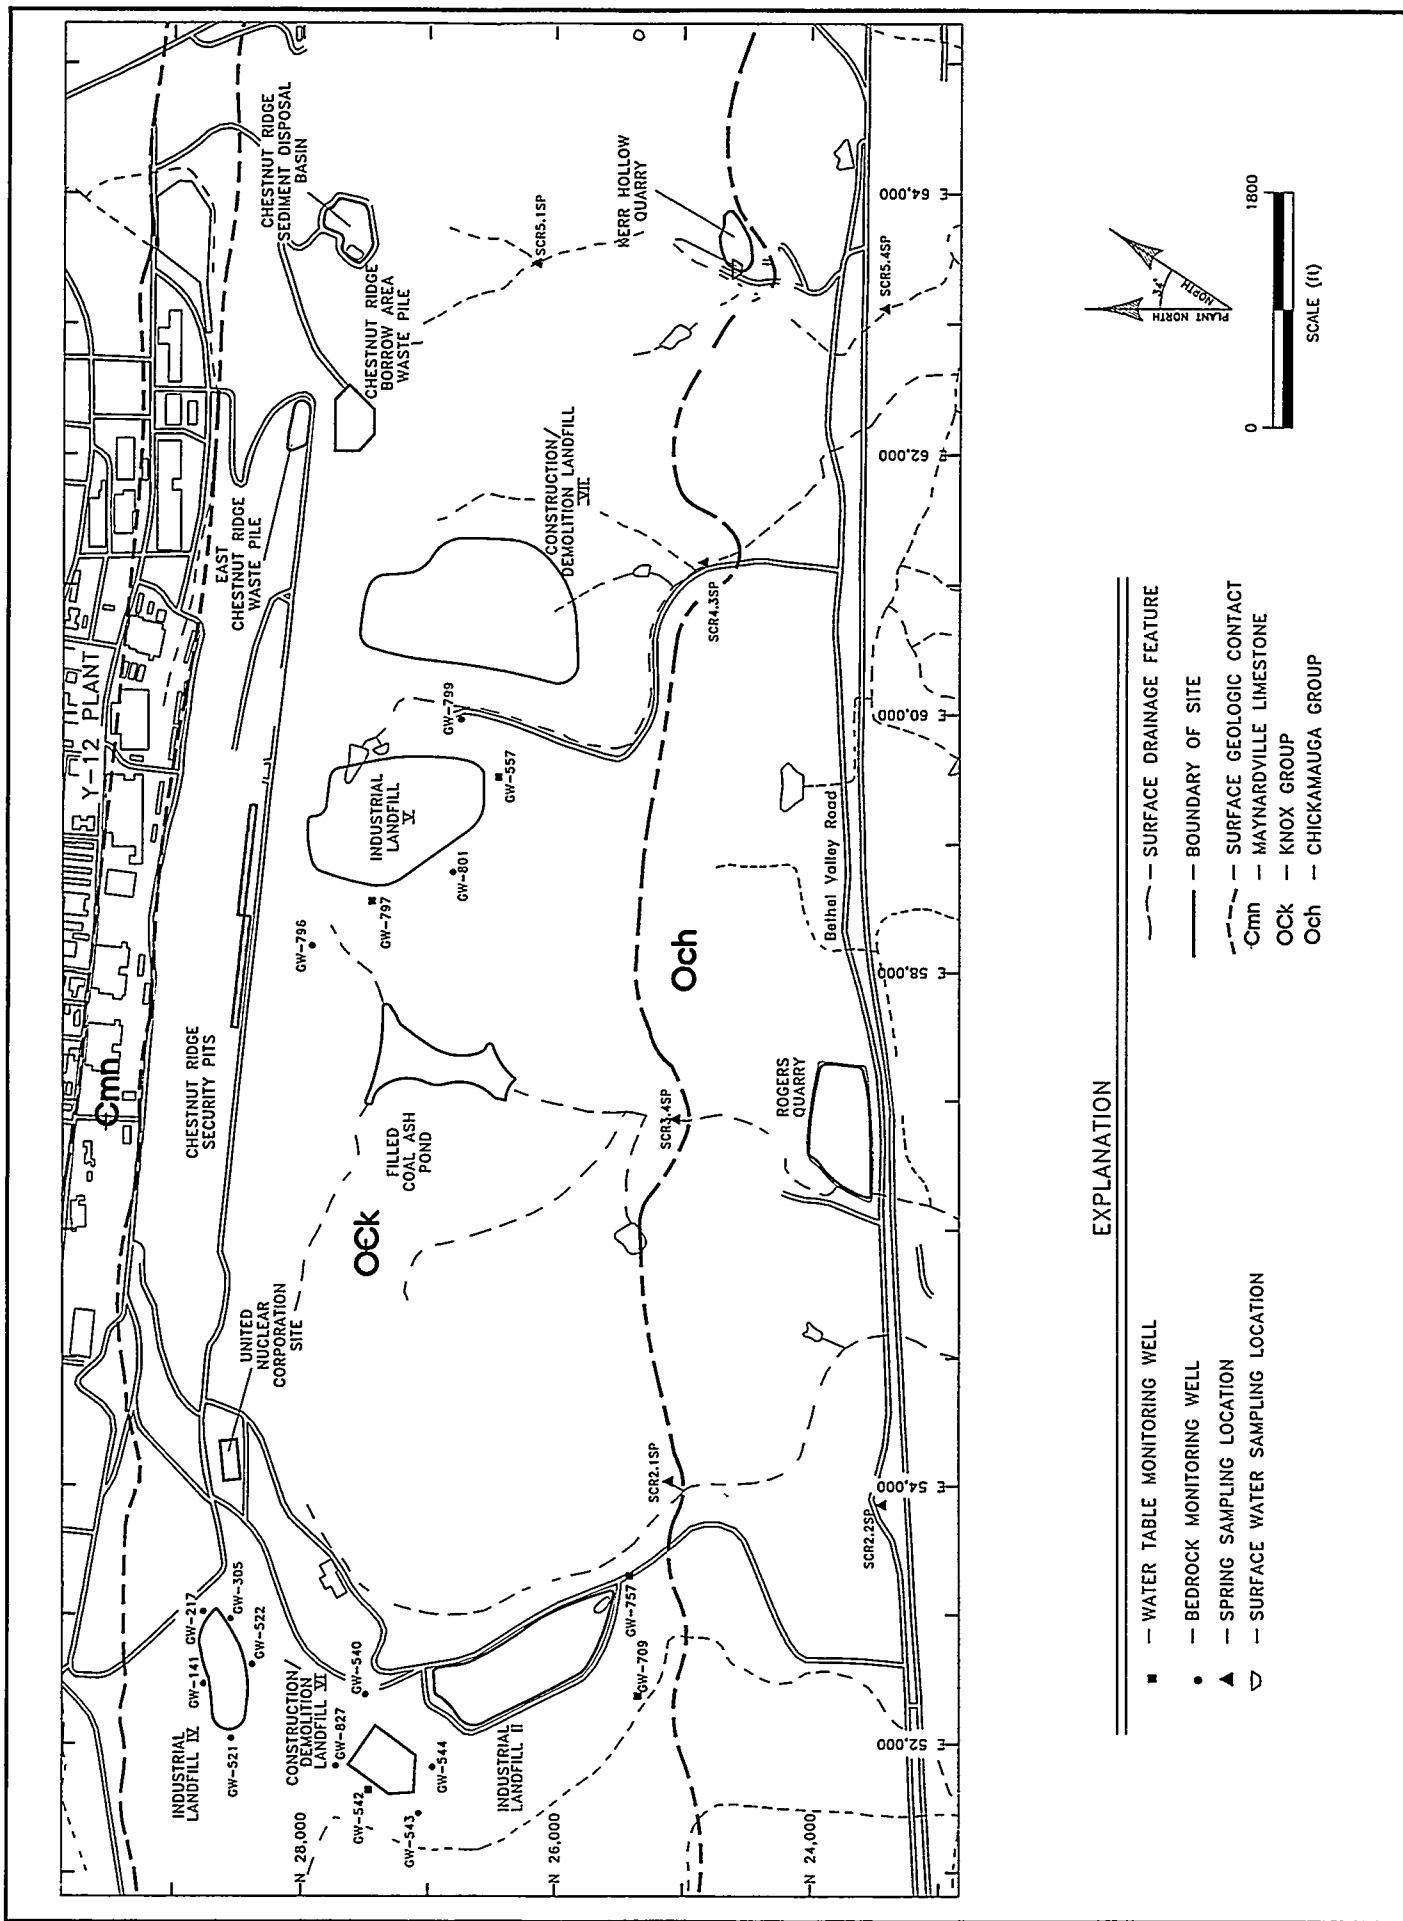 Y-12 PLANT
Cmn
CHESTNUT RIDGE
SECURITY PITS
EAST
CHESTNUT RIDGE
WASTE PILE
CHESTNUT RIDGE
SEDIMENT DISPOSAL
BASIN
CHESTNUT RIDGE
BORROW AREA
WASTE PILE
UNITED
NUCLEAR
CORPORATION
SITE
INDUSTRIAL
LANDFILL IV
GW-521
GW-141
GW-217
GW-305
GW-522
CONSTRUCTION/
DEMOLITION
LANDFILL VI
GW-827
GW-540
GW-542
GW-543
GW-544
INDUSTRIAL
LANDFILL II
GW-709
GW-757
OЄk
FILLED
COAL ASH
POND
GW-796
GW-797
GW-801
INDUSTRIAL
LANDFILL
V
GW-557
GW-799
CONSTRUCTION/
DEMOLITION LANDFILL
VII
SCR5.1SP
KERR HOLLOW
QUARRY
SCR2.1SP
SCR3.4SP
SCR4.3SP
Och
SCR2.2SP
ROGERS
QUARRY
Bethel Valley Road
SCR5.4SP
N 28,000
N 26,000
N 24,000
E 52,000
E 54,000
E 58,000
E 60,000
E 62,000
E 64,000
EXPLANATION
■ – WATER TABLE MONITORING WELL
● – BEDROCK MONITORING WELL
▲ – SPRING SAMPLING LOCATION
– SURFACE WATER SAMPLING LOCATION
– SURFACE DRAINAGE FEATURE
– BOUNDARY OF SITE
– SURFACE GEOLOGIC CONTACT
Cmn – MAYNARDVILLE LIMESTONE
OCk – KNOX GROUP
Och – CHICKAMAUGA GROUP
PLANT NORTH
34°
NORTH
0 1800
SCALE (ft)